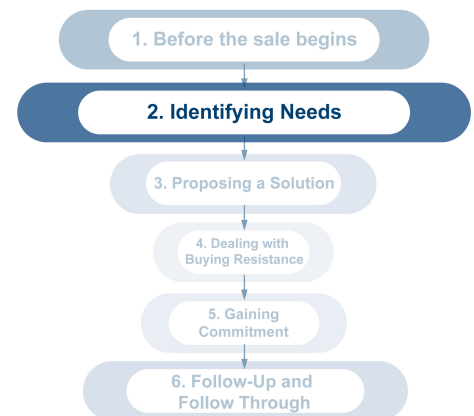 1. Before the sale begins
2. Identifying Needs
3. Proposing a Solution
4. Dealing with
Buying Resistance
5. Gaining
Commitment
6. Follow-Up and
Follow Through